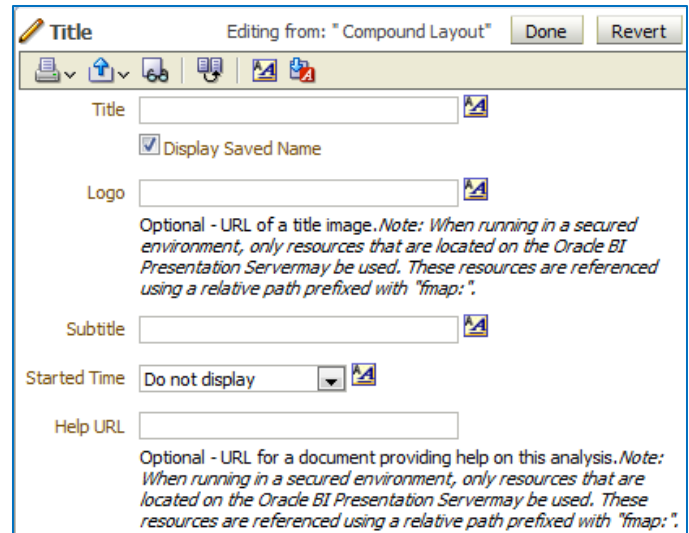 Title Editing from: " Compound Layout" Done Revert
Title
Display Saved Name
Logo
Optional - URL of a title image.Note: When running in a secured
environment, only resources that are located on the Oracle BI
Presentation Servermay be used. These resources are referenced
using a relative path prefixed with "fmap:".
Subtitle
Started Time Do not display
Help URL
Optional - URL for a document providing help on this analysis.Note:
When running in a secured environment, only resources that are
located on the Oracle BI Presentation Servermay be used. These
resources are referenced using a relative path prefixed with "fmap:".